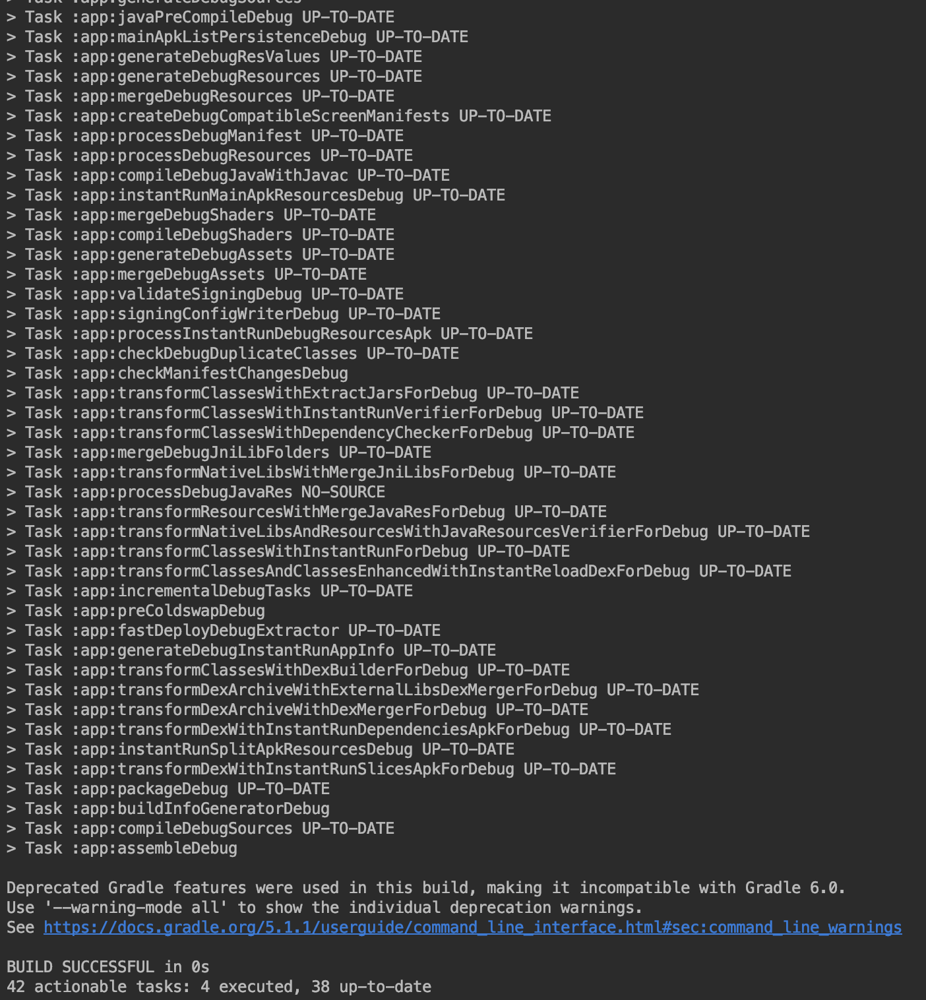 > Task :app:generateDebugSources
> Task :app:javaPreCompileDebug UP-TO-DATE
> Task :app:mainApkListPersistenceDebug UP-TO-DATE
> Task :app:generateDebugResValues UP-TO-DATE
> Task :app:generateDebugResources UP-TO-DATE
> Task :app:mergeDebugResources UP-TO-DATE
> Task :app:createDebugCompatibleScreenManifests UP-TO-DATE
> Task :app:processDebugManifest UP-TO-DATE
> Task :app:processDebugResources UP-TO-DATE
> Task :app:compileDebugJavaWithJavac UP-TO-DATE
> Task :app:instantRunMainApkResourcesDebug UP-TO-DATE
> Task :app:mergeDebugShaders UP-TO-DATE
> Task :app:compileDebugShaders UP-TO-DATE
> Task :app:generateDebugAssets UP-TO-DATE
> Task :app:mergeDebugAssets UP-TO-DATE
> Task :app:validateSigningDebug UP-TO-DATE
> Task :app:signingConfigWriterDebug UP-TO-DATE
> Task :app:processInstantRunDebugResourcesApk UP-TO-DATE
> Task :app:checkDebugDuplicateClasses UP-TO-DATE
> Task :app:checkManifestChangesDebug
> Task :app:transformClassesWithExtractJarsForDebug UP-TO-DATE
> Task :app:transformClassesWithInstantRunVerifierForDebug UP-TO-DATE
> Task :app:transformClassesWithDependencyCheckerForDebug UP-TO-DATE
> Task :app:mergeDebugJniLibFolders UP-TO-DATE
> Task :app:transformNativeLibsWithMergeJniLibsForDebug UP-TO-DATE
> Task :app:processDebugJavaRes NO-SOURCE
> Task :app:transformResourcesWithMergeJavaResForDebug UP-TO-DATE
> Task :app:transformNativeLibsAndResourcesWithJavaResourcesVerifierForDebug UP-TO-DATE
> Task :app:transformClassesWithInstantRunForDebug UP-TO-DATE
> Task :app:transformClassesAndClassesEnhancedWithInstantReloadDexForDebug UP-TO-DATE
> Task :app:incrementalDebugTasks UP-TO-DATE
> Task :app:preColdswapDebug
> Task :app:fastDeployDebugExtractor UP-TO-DATE
> Task :app:generateDebugInstantRunAppInfo UP-TO-DATE
> Task :app:transformClassesWithDexBuilderForDebug UP-TO-DATE
> Task :app:transformDexArchiveWithExternalLibsDexMergerForDebug UP-TO-DATE
> Task :app:transformDexArchiveWithDexMergerForDebug UP-TO-DATE
> Task :app:transformDexWithInstantRunDependenciesApkForDebug UP-TO-DATE
> Task :app:instantRunSplitApkResourcesDebug UP-TO-DATE
> Task :app:transformDexWithInstantRunSlicesApkForDebug UP-TO-DATE
> Task :app:packageDebug UP-TO-DATE
> Task :app:buildInfoGeneratorDebug
> Task :app:compileDebugSources UP-TO-DATE
> Task :app:assembleDebug
Deprecated Gradle features were used in this build, making it incompatible with Gradle 6.0.
Use '--warning-mode all' to show the individual deprecation warnings.
See https://docs.gradle.org/5.1.1/userguide/command_line_interface.html#sec:command_line_warnings
BUILD SUCCESSFUL in 0s
42 actionable tasks: 4 executed, 38 up-to-date